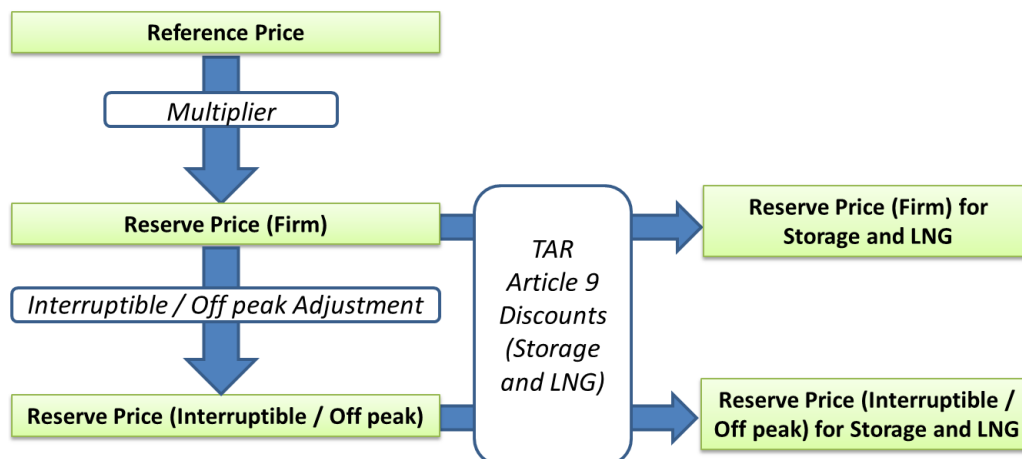 Reference Price
Multiplier
Reserve Price (Firm)
Interruptible / Off peak Adjustment
Reserve Price (Interruptible / Off peak)
TAR
Article 9
Discounts
(Storage
and LNG)
Reserve Price (Firm) for
Storage and LNG
Reserve Price (Interruptible /
Off peak) for Storage and LNG